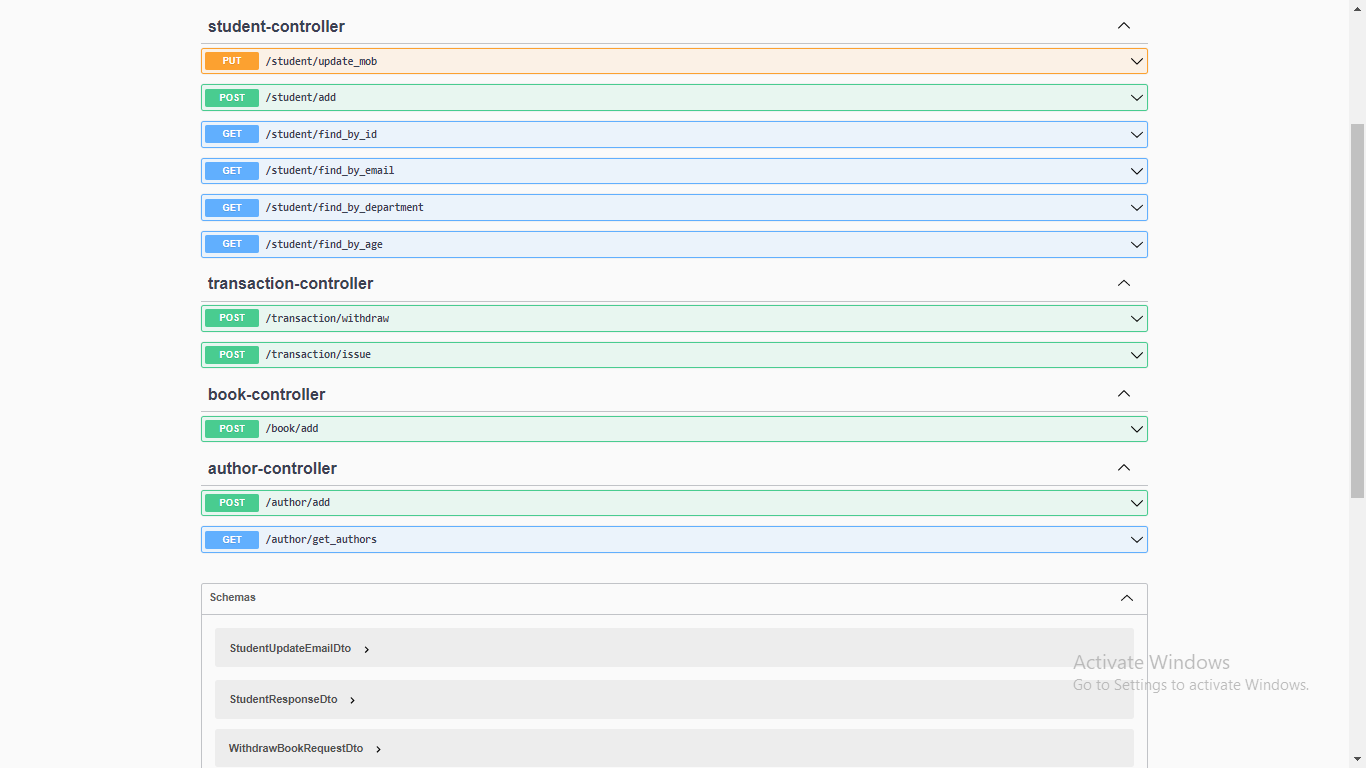 student-controller
PUT /student/update_mob
POST /student/add
GET /student/find_by_id
GET /student/find_by_email
GET /student/find_by_department
GET /student/find_by_age
transaction-controller
POST /transaction/withdraw
POST /transaction/issue
book-controller
POST /book/add
author-controller
POST /author/add
GET /author/get_authors
Schemas
StudentUpdateEmailDto
StudentResponseDto
WithdrawBookRequestDto
Activate Windows
Go to Settings to activate Windows.